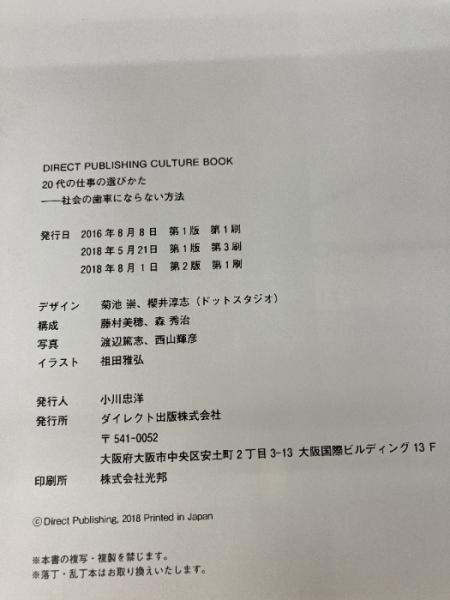 DIRECT PUBLISHING CULTURE BOOK
20代の仕事の選びかた
──社会の歯車にならない方法
発行日 2016年8月8日 第1版 第1刷
2018年5月21日 第1版 第3刷
2018年8月1日 第2版 第1刷
デザイン 菊池 崇、櫻井淳志(ドットスタジオ)
構成 藤村美穂、森 秀治
写真 渡辺篤志、西山輝彦
イラスト 祖田雅弘
発行人 小川忠洋
発行所 ダイレクト出版株式会社
〒541-0052
大阪府大阪市中央区安土町2丁目3-13 大阪国際ビルディング13F
印刷所 株式会社光邦
©Direct Publishing, 2018 Printed in Japan
※本書の複写・複製を禁じます。
※落丁・乱丁本はお取り換えいたします。